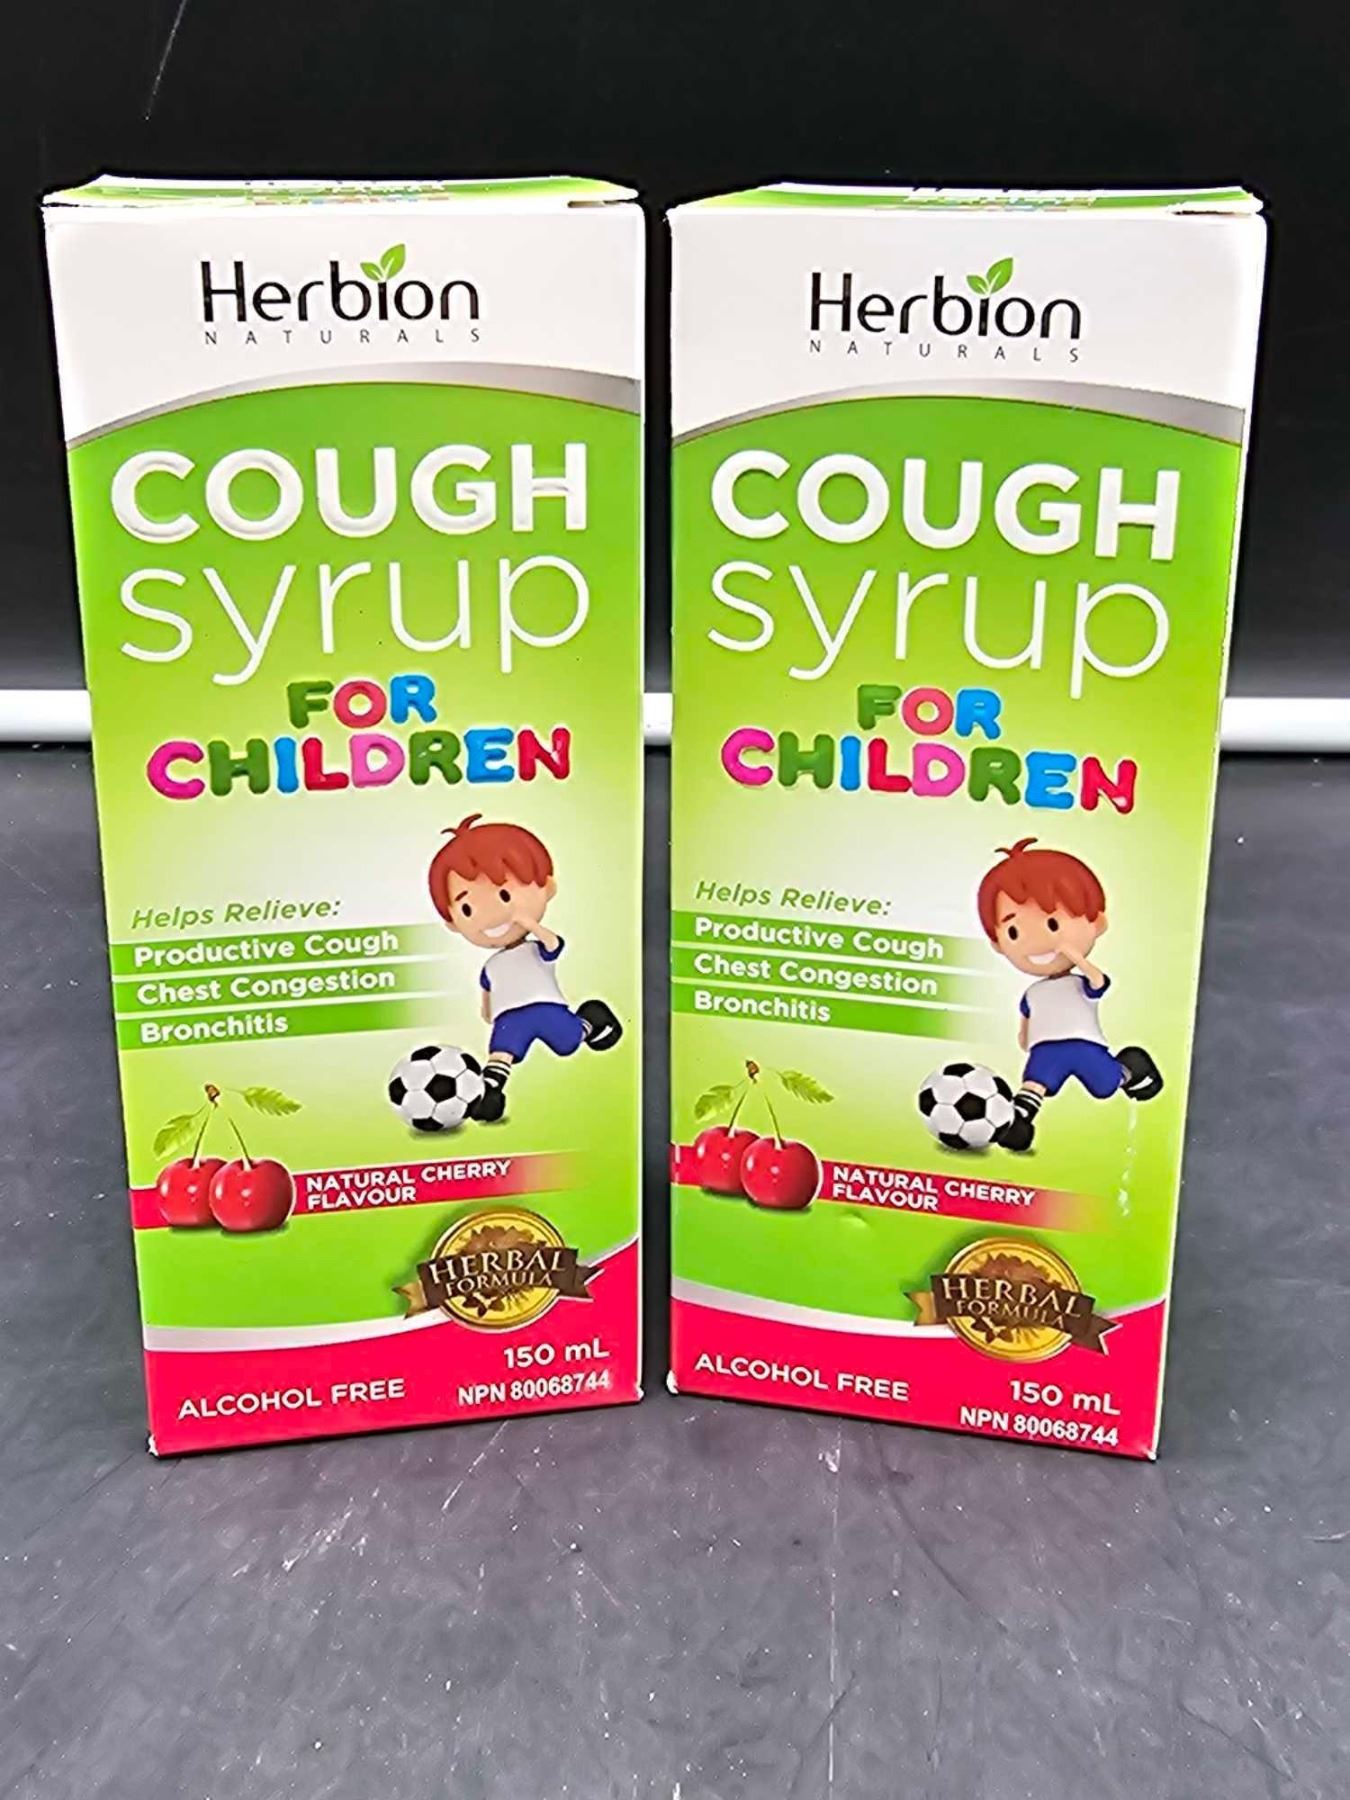 Herbion
NATURALS
COUGH
syrup
FOR
CHILDREN
Helps Relieve:
Productive Cough
Chest Congestion
Bronchitis
NATURAL CHERRY
FLAVOUR
HERBAL
FORMULA
150 mL
ALCOHOL FREE
NPN 80068744
Herbion
NATURALS
COUGH
syrup
FOR
CHILDREN
Helps Relieve:
Productive Cough
Chest Congestion
Bronchitis
NATURAL CHERRY
FLAVOUR
HERBAL
FORMULA
ALCOHOL FREE
150 mL
NPN 80068744